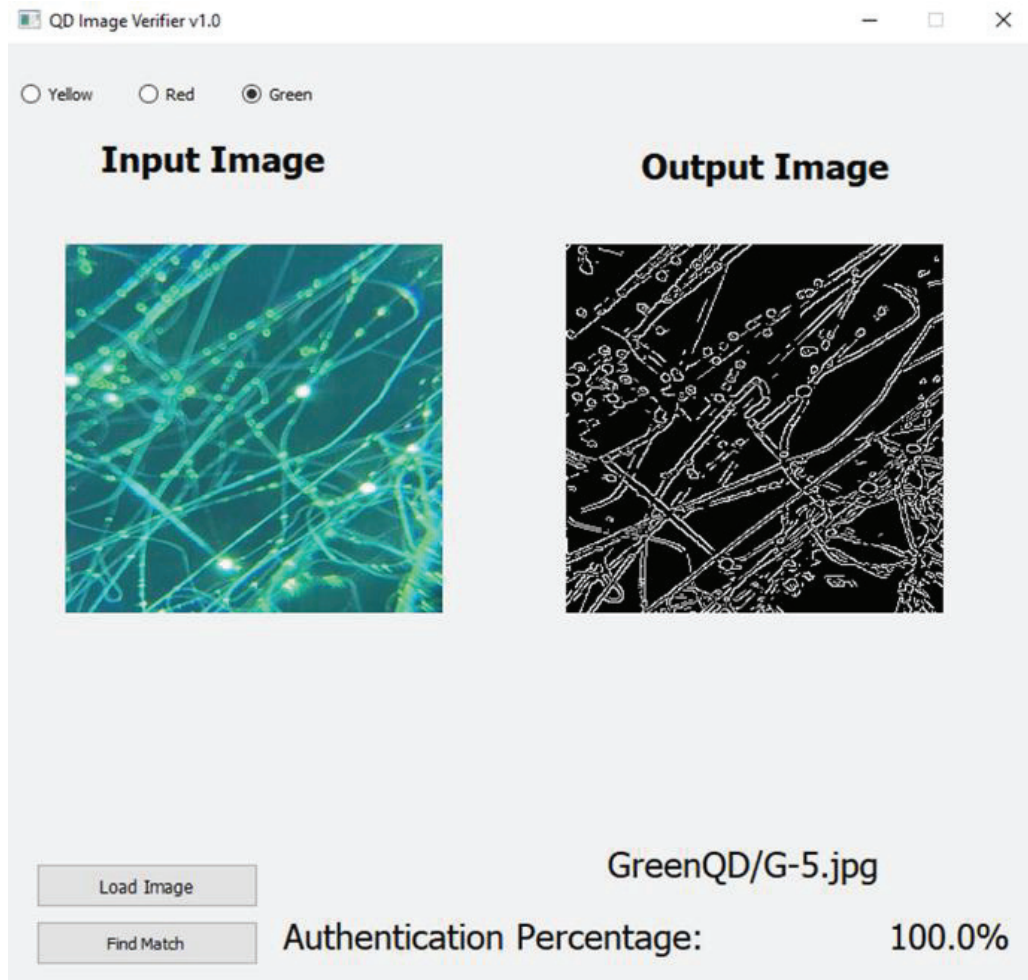 QD Image Verifier v1.0
Yellow Red Green
Input Image
Output Image
GreenQD/G-5.jpg
Load Image
Find Match
Authentication Percentage: 100.0%